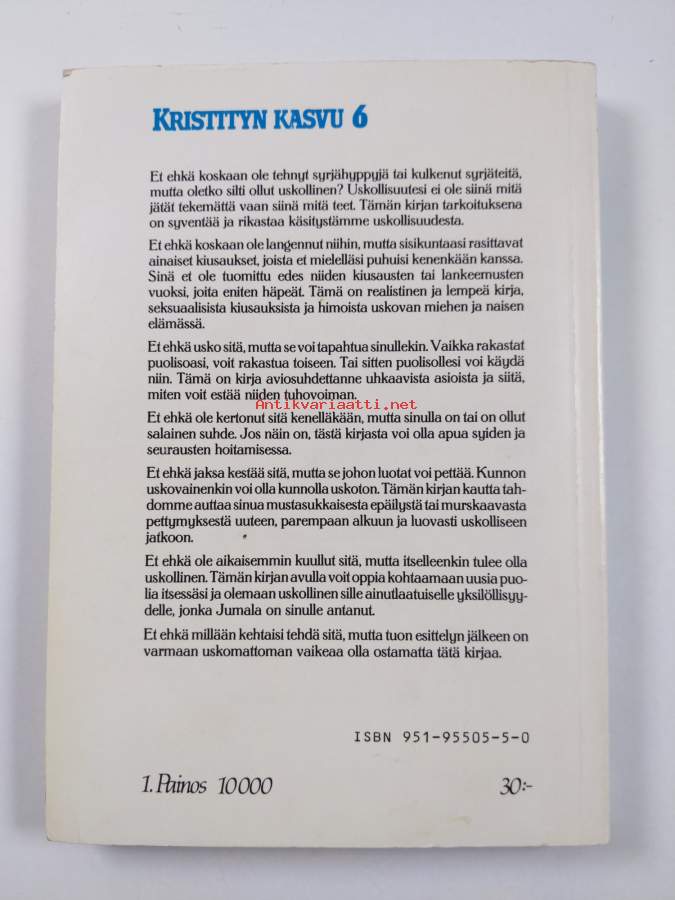 KRISTITYN KASVU 6
Et ehkä koskaan ole tehnyt syrjähyppyjä tai kulkenut syrjäteitä,
mutta oletko silti ollut uskollinen? Uskollisuutesi ei ole siinä mitä
jätät tekemättä vaan siinä mitä teet. Tämän kirjan tarkoituksena
on syventää ja rikastaa käsitystämme uskollisuudesta.
Et ehkä koskaan ole langennut niihin, mutta sisikuntaasi rasittavat
ainaiset kiusaukset, joista et mielelläsi puhuisi kenenkään kanssa.
Sinä et ole tuomittu edes niiden kiusausten tai lankeemusten
vuoksi, joita eniten häpeät. Tämä on realistinen ja lempeä kirja,
seksuaalisista kiusauksista ja himoista uskovan miehen ja naisen
elämässä.
Et ehkä usko sitä, mutta se voi tapahtua sinullekin. Vaikka rakastat
puolisoasi, voit rakastua toiseen. Tai sitten puolisollesi voi käydä
niin. Tämä on kirja aviosuhdettanne uhkaavista asioista ja siitä,
miten voit estää niiden tuhovoiman.
Antikvariaatti.net
Et ehkä ole kertonut sitä kenelläkään, mutta sinulla on tai on ollut
salainen suhde. Jos näin on, tästä kirjasta voi olla apua syiden ja
seurausten hoitamisessa.
Et ehkä jaksa kestää sitä, mutta se johon luotat voi pettää. Kunnon
uskovainenkin voi olla kunnolla uskoton. Tämän kirjan kautta tah-
domme auttaa sinua mustasukkaisesta epäilystä tai murskaavasta
pettymyksestä uuteen, parempaan alkuun ja luovasti uskolliseen
jatkoon.
Et ehkä ole aikaisemmin kuullut sitä, mutta itselleenkin tulee olla
uskollinen. Tämän kirjan avulla voit oppia kohtaamaan uusia puo-
lia itsessäsi ja olemaan uskollinen sille ainutlaatuiselle yksilöllisyy-
delle, jonka Jumala on sinulle antanut.
Et ehkä millään kehtaisi tehdä sitä, mutta tuon esittelyn jälkeen on
varmaan uskomattoman vaikeaa olla ostamatta tätä kirjaa.
ISBN 951-95505-5-0
1. Painos 10000 30:-